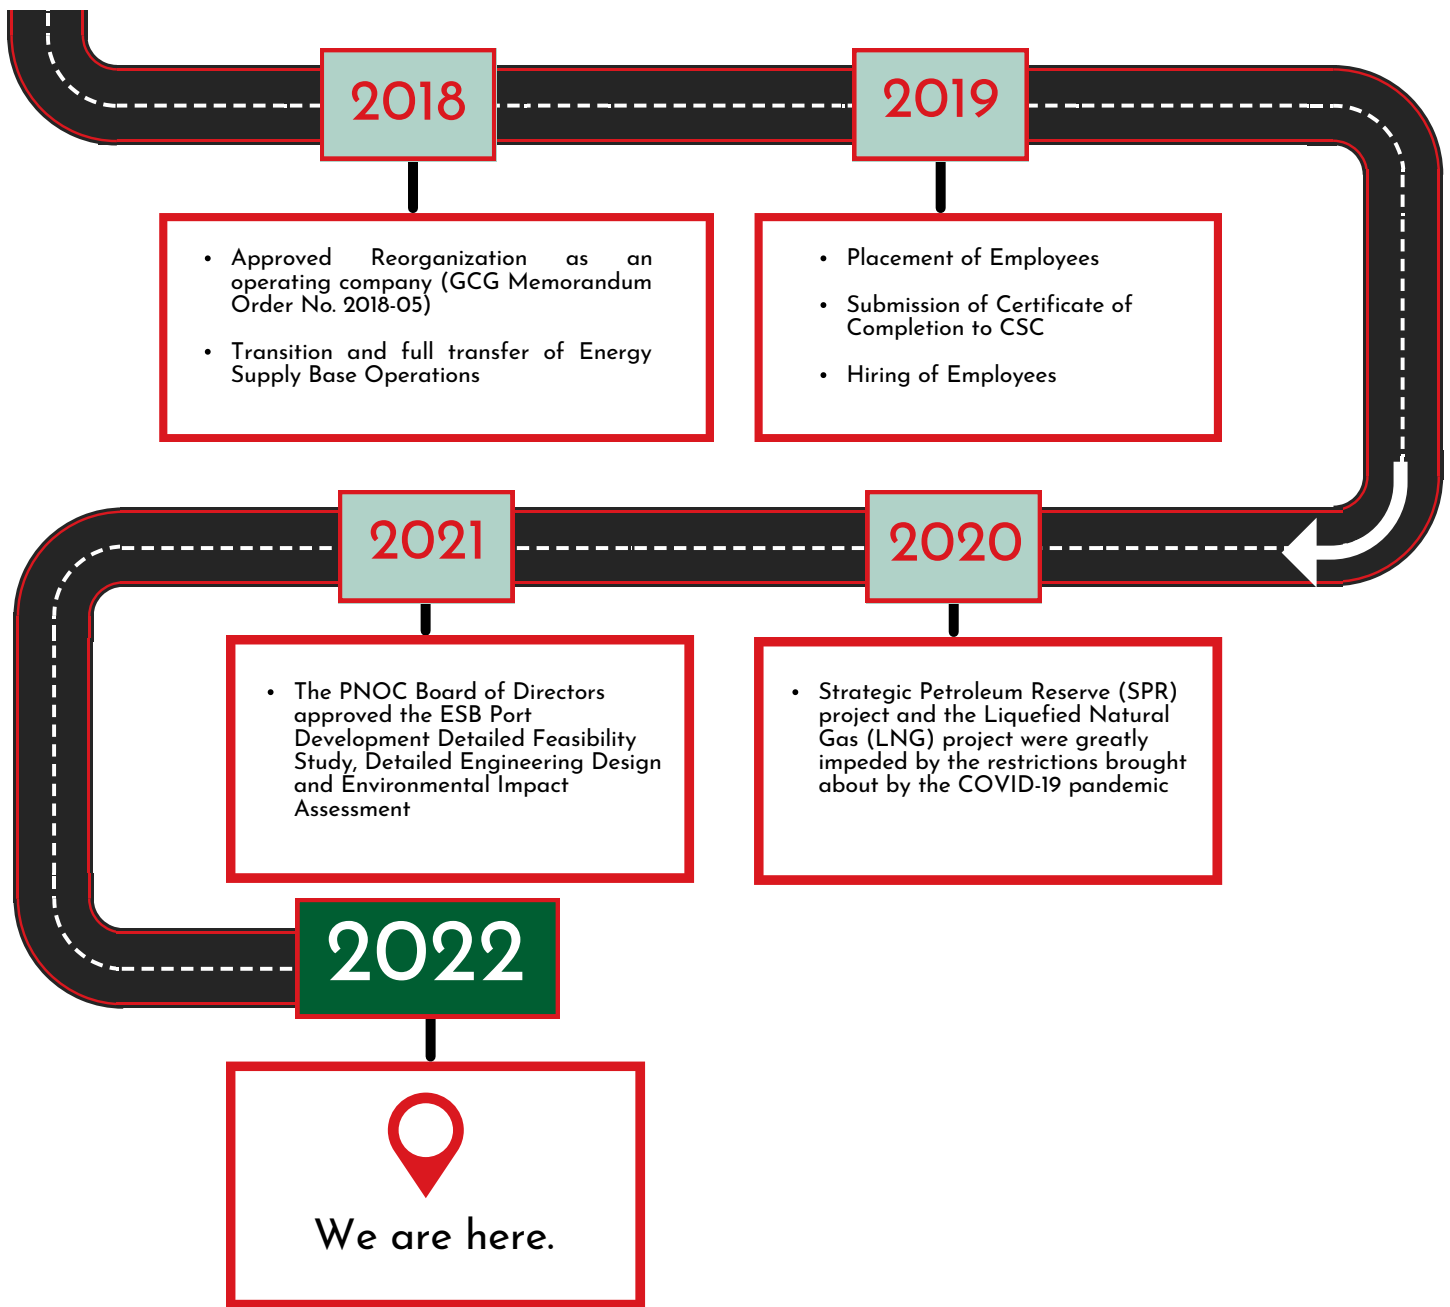 2018
• Approved Reorganization as an
operating company (GCG Memorandum
Order No. 2018-05)
• Transition and full transfer of Energy
Supply Base Operations
2019
• Placement of Employees
• Submission of Certificate of
Completion to CSC
• Hiring of Employees
2020
• Strategic Petroleum Reserve (SPR)
project and the Liquefied Natural
Gas (LNG) project were greatly
impeded by the restrictions brought
about by the COVID-19 pandemic
2021
• The PNOC Board of Directors
approved the ESB Port
Development Detailed Feasibility
Study, Detailed Engineering Design
and Environmental Impact
Assessment
2022
We are here.